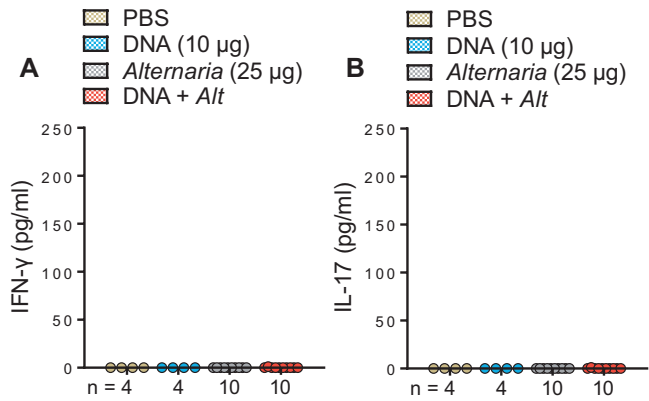 A
PBS
DNA (10 µg)
Alternaria (25 µg)
DNA + Alt
IFN-γ (pg/ml)
250
200
150
100
50
0
n = 4 4 10 10
B
PBS
DNA (10 µg)
Alternaria (25 µg)
DNA + Alt
IL-17 (pg/ml)
250
200
150
100
50
0
n = 4 4 10 10